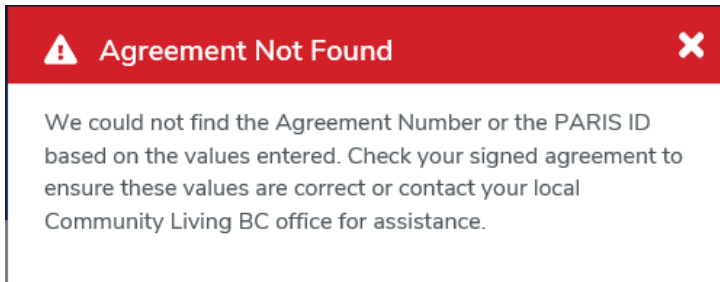 Agreement Not Found
We could not find the Agreement Number or the PARIS ID
based on the values entered. Check your signed agreement to
ensure these values are correct or contact your local
Community Living BC office for assistance.